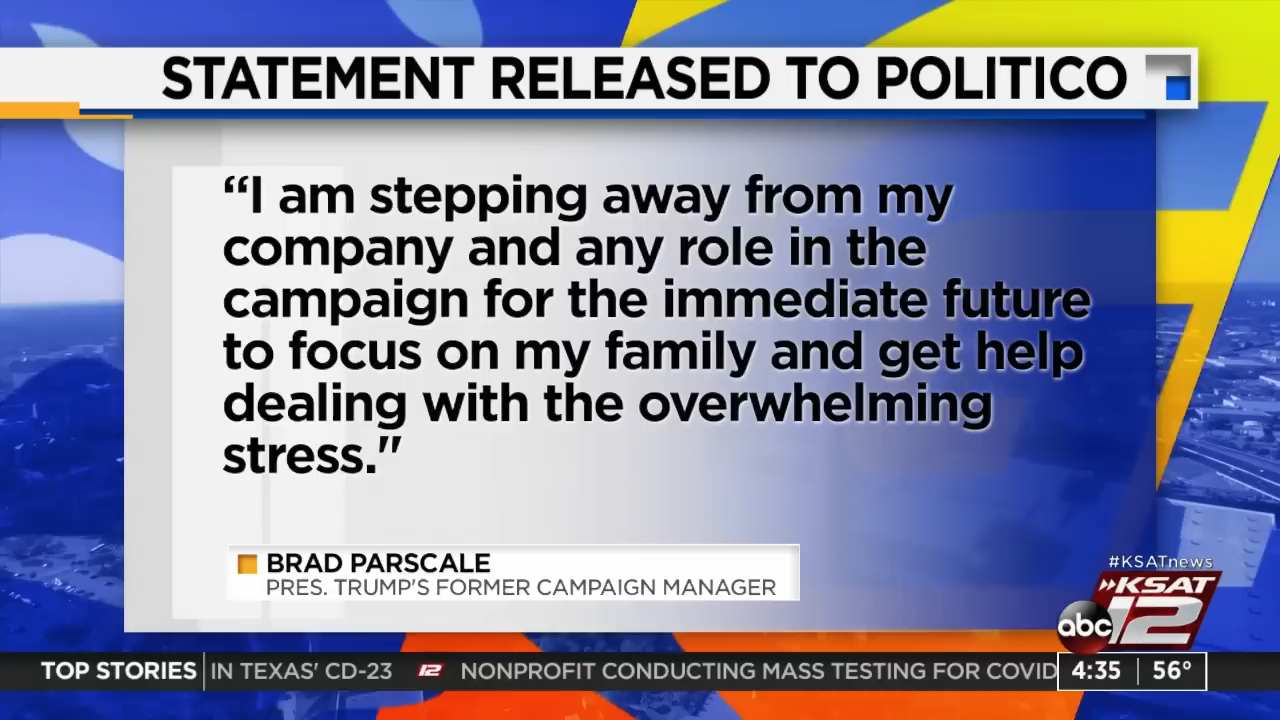 STATEMENT RELEASED TO POLITICO
“I am stepping away from my
company and any role in the
campaign for the immediate future
to focus on my family and get help
dealing with the overwhelming
stress."
BRAD PARSCALE
PRES. TRUMP'S FORMER CAMPAIGN MANAGER
#KSATnews
KSAT
abc 12
TOP STORIES IN TEXAS' CD-23 12 NONPROFIT CONDUCTING MASS TESTING FOR COVID 4:35 56°